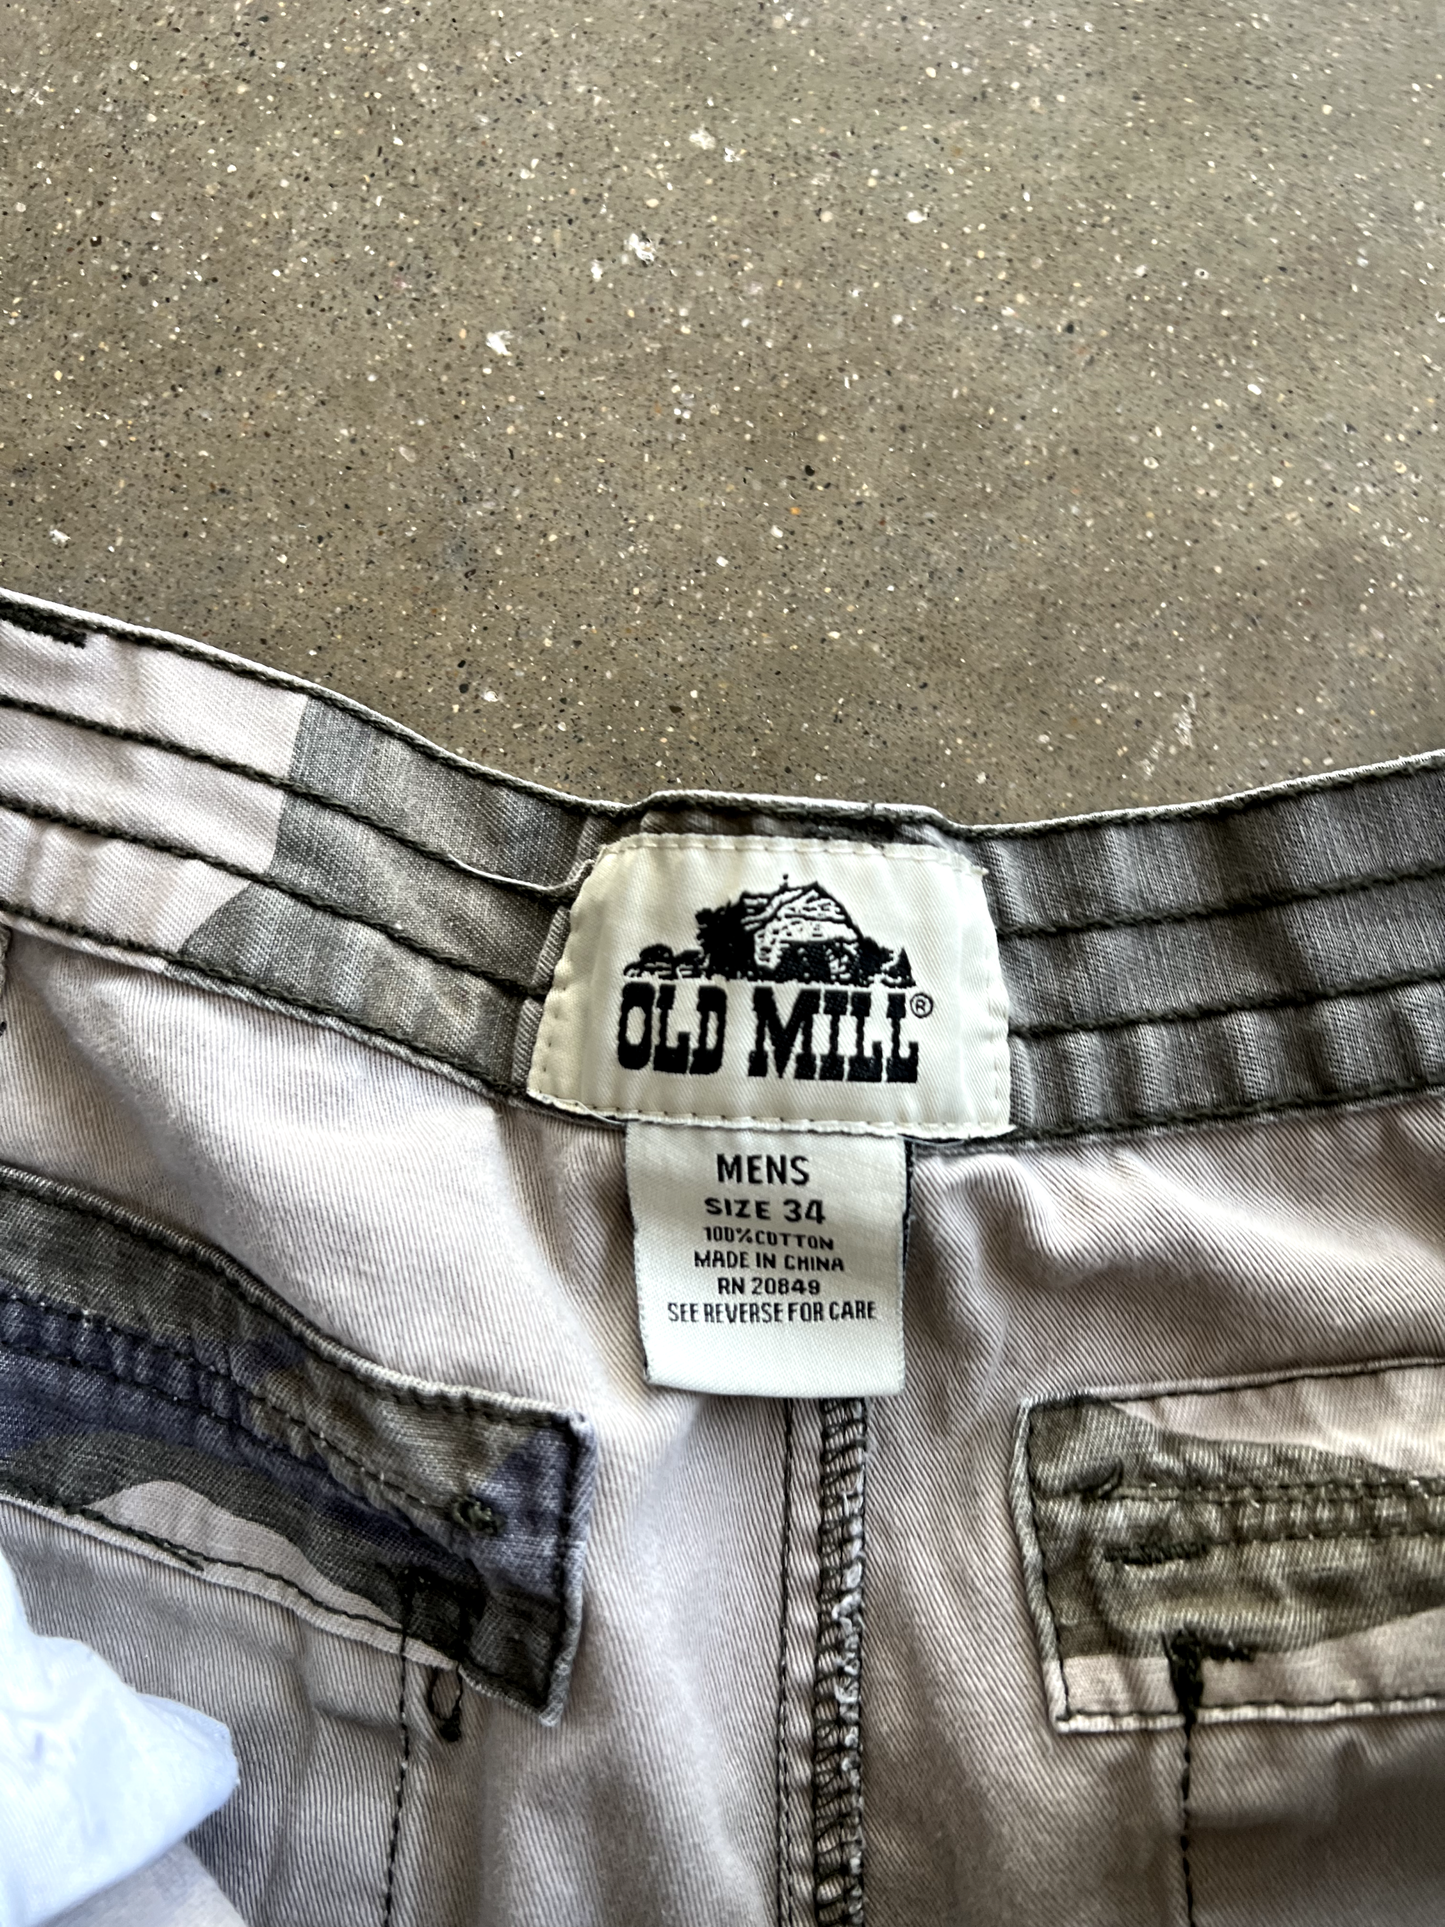 OLD MILL®
MENS
SIZE 34
100%COTTON
MADE IN CHINA
RN 20849
SEE REVERSE FOR CARE